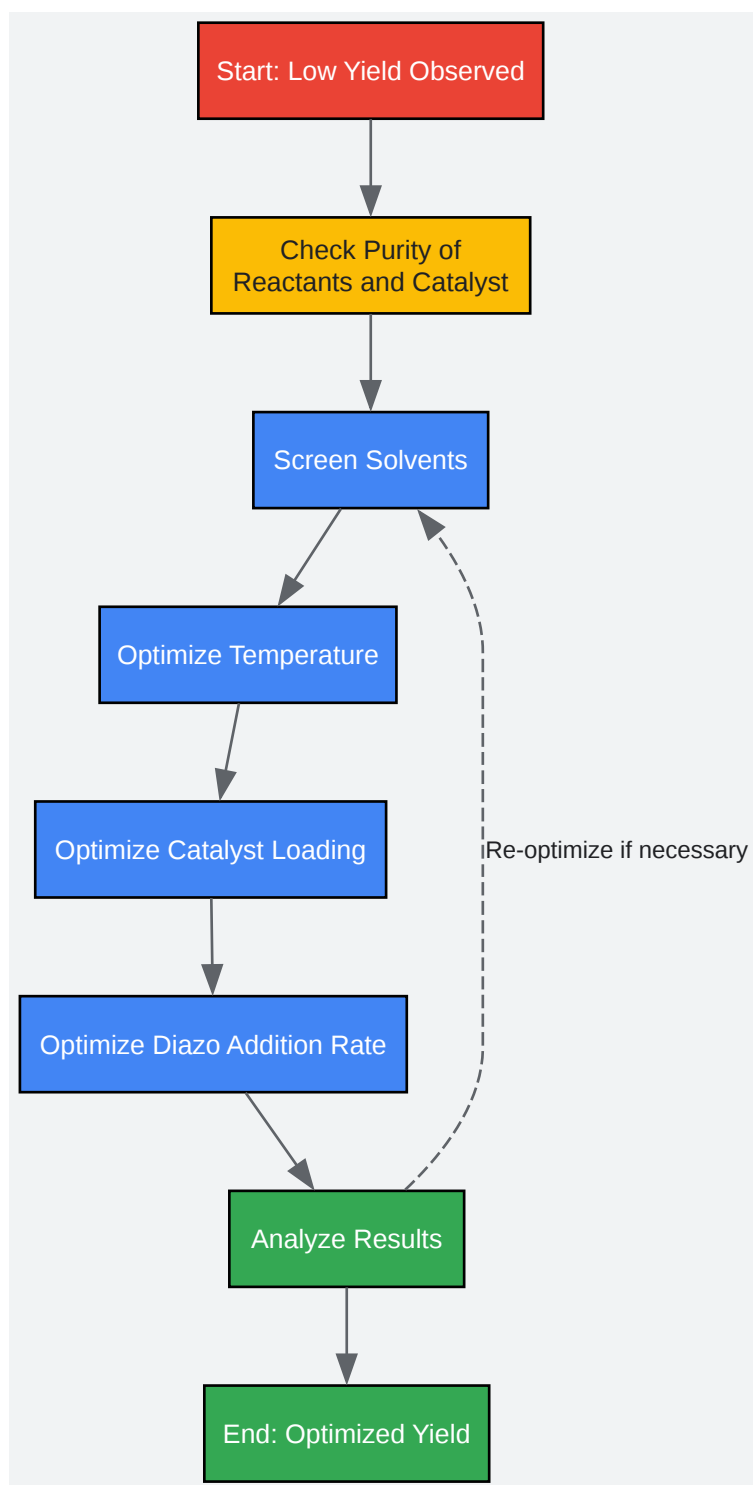 Start: Low Yield Observed
Check Purity of
Reactants and Catalyst
Screen Solvents
Optimize Temperature
Optimize Catalyst Loading
Re-optimize if necessary
Optimize Diazo Addition Rate
Analyze Results
End: Optimized Yield